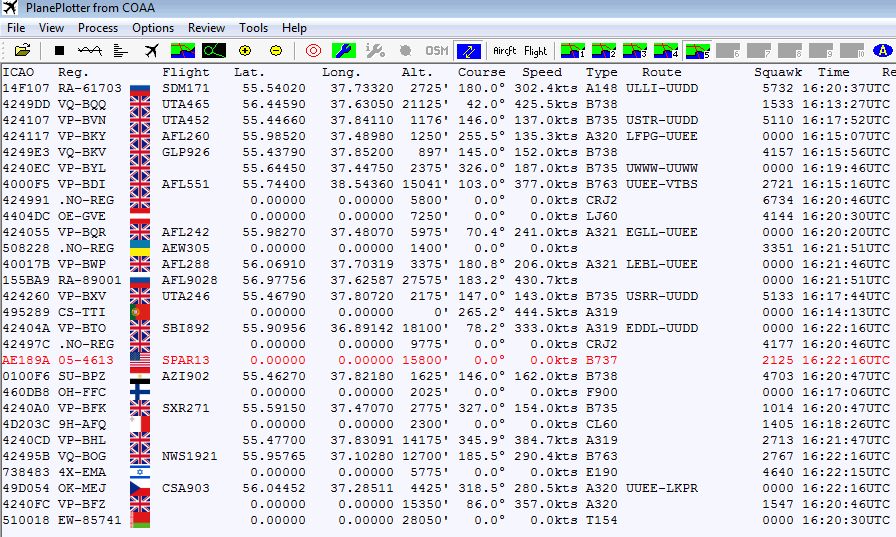 PlanePlotter from COAA
File View Process Options Review Tools Help
OSM Aircft Flight 1 2 3 4 5 6 7 8 9 10 A
ICAO Reg. Flight Lat. Long. Alt. Course Speed Type Route Squawk Time Re
14F107 RA-61703 SDM171 55.54020 37.73320 2725' 180.0° 302.4kts A148 ULLI-UUDD 5732 16:20:37UTC
4249DD VQ-BQQ UTA465 56.44590 37.63050 21125' 42.0° 425.5kts B738 1533 16:13:27UTC
424107 VP-BVN UTA452 55.44660 37.84110 1176' 146.0° 137.0kts B735 USTR-UUDD 5110 16:17:52UTC
424117 VP-BKY AFL260 55.98520 37.48980 1250' 255.5° 135.3kts A320 LFPG-UUEE 0000 16:15:07UTC
4249E3 VQ-BKV GLP926 55.43790 37.85200 897' 145.0° 152.0kts B738 4157 15:56:56UTC
4240EC VP-BYL 55.64450 37.44750 2375' 326.0° 187.0kts B735 UWWW-UUWW 0000 16:19:46UTC
4000F5 VP-BDI AFL551 55.74400 38.54360 15041' 103.0° 377.0kts B763 UUEE-VTBS 2721 16:15:16UTC
424991 .NO-REG 0.00000 0.00000 5800' 0.0° 0.0kts CRJ2 6734 16:20:46UTC
4404DC OE-GVE 0.00000 0.00000 7250' 0.0° 0.0kts LJ60 4144 16:20:30UTC
424055 VP-BQR AFL242 55.98270 37.48070 5975' 70.4° 241.0kts A321 EGLL-UUEE 0000 16:20:20UTC
508228 .NO-REG AEW305 0.00000 0.00000 1400' 0.0° 0.0kts 3351 16:21:51UTC
40017B VP-BWP AFL288 56.06910 37.70319 3375' 180.8° 206.0kts A321 LEBL-UUEE 0000 16:21:46UTC
155BA9 RA-89001 AFL9028 56.97756 37.62587 27575' 183.2° 430.7kts 0000 16:21:51UTC
424260 VP-BXV UTA246 55.46790 37.80720 2175' 147.0° 143.0kts B735 USRR-UUDD 5133 16:17:44UTC
495289 CS-TTI 0.00000 0.00000 0' 265.2° 444.5kts A319 0000 16:14:13UTC
42404A VP-BTO SBI892 55.90956 36.89142 18100' 78.2° 333.0kts A319 EDDL-UUDD 0000 16:22:16UTC
42497C .NO-REG 0.00000 0.00000 9775' 0.0° 0.0kts CRJ2 4177 16:20:46UTC
AE189A 05-4613 SPAR13 0.00000 0.00000 15800' 0.0° 0.0kts B737 2125 16:22:16UTC
0100F6 SU-BPZ AZI902 55.46270 37.82180 1625' 146.0° 162.0kts B738 4703 16:20:47UTC
460DB8 OH-FFC 0.00000 0.00000 2025' 0.0° 0.0kts F900 0000 16:17:06UTC
4240A0 VP-BFK SXR271 55.59150 37.47070 2775' 327.0° 154.0kts B735 1014 16:20:47UTC
4D203C 9H-AFQ 0.00000 0.00000 2300' 0.0° 0.0kts CL60 1405 16:18:26UTC
4240CD VP-BHL 55.47700 37.83091 14175' 345.9° 384.7kts A319 2713 16:21:47UTC
42495B VQ-BOG NWS1921 55.95765 37.10280 12700' 185.5° 290.4kts B763 2767 16:22:16UTC
738483 4X-EMA 0.00000 0.00000 5775' 0.0° 0.0kts E190 4640 16:22:15UTC
49D054 OK-MEJ CSA903 56.04452 37.28511 4425' 318.5° 280.5kts A320 UUEE-LKPR 0000 16:22:16UTC
4240FC VP-BFZ 0.00000 0.00000 15350' 86.0° 357.0kts A320 1547 16:20:46UTC
510018 EW-85741 0.00000 0.00000 28050' 0.0° 0.0kts T154 0000 16:20:30UTC